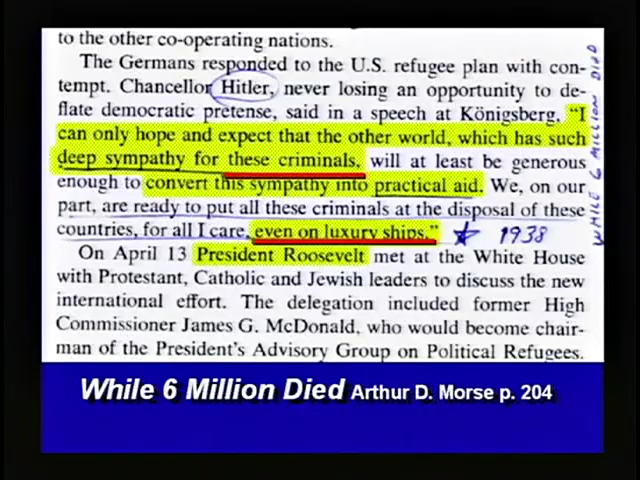 to the other co-operating nations.
The Germans responded to the U.S. refugee plan with con-
tempt. Chancellor Hitler, never losing an opportunity to de-
flate democratic pretense, said in a speech at Königsberg, "I
can only hope and expect that the other world, which has such
deep sympathy for these criminals, will at least be generous
enough to convert this sympathy into practical aid. We, on our
part, are ready to put all these criminals at the disposal of these
countries, for all I care, even on luxury ships." 1938
On April 13 President Roosevelt met at the White House
with Protestant, Catholic and Jewish leaders to discuss the new
international effort. The delegation included former High
Commissioner James G. McDonald, who would become chair-
man of the President's Advisory Group on Political Refugees.
WHILE 6 MILLION DIED
While 6 Million Died Arthur D. Morse p. 204